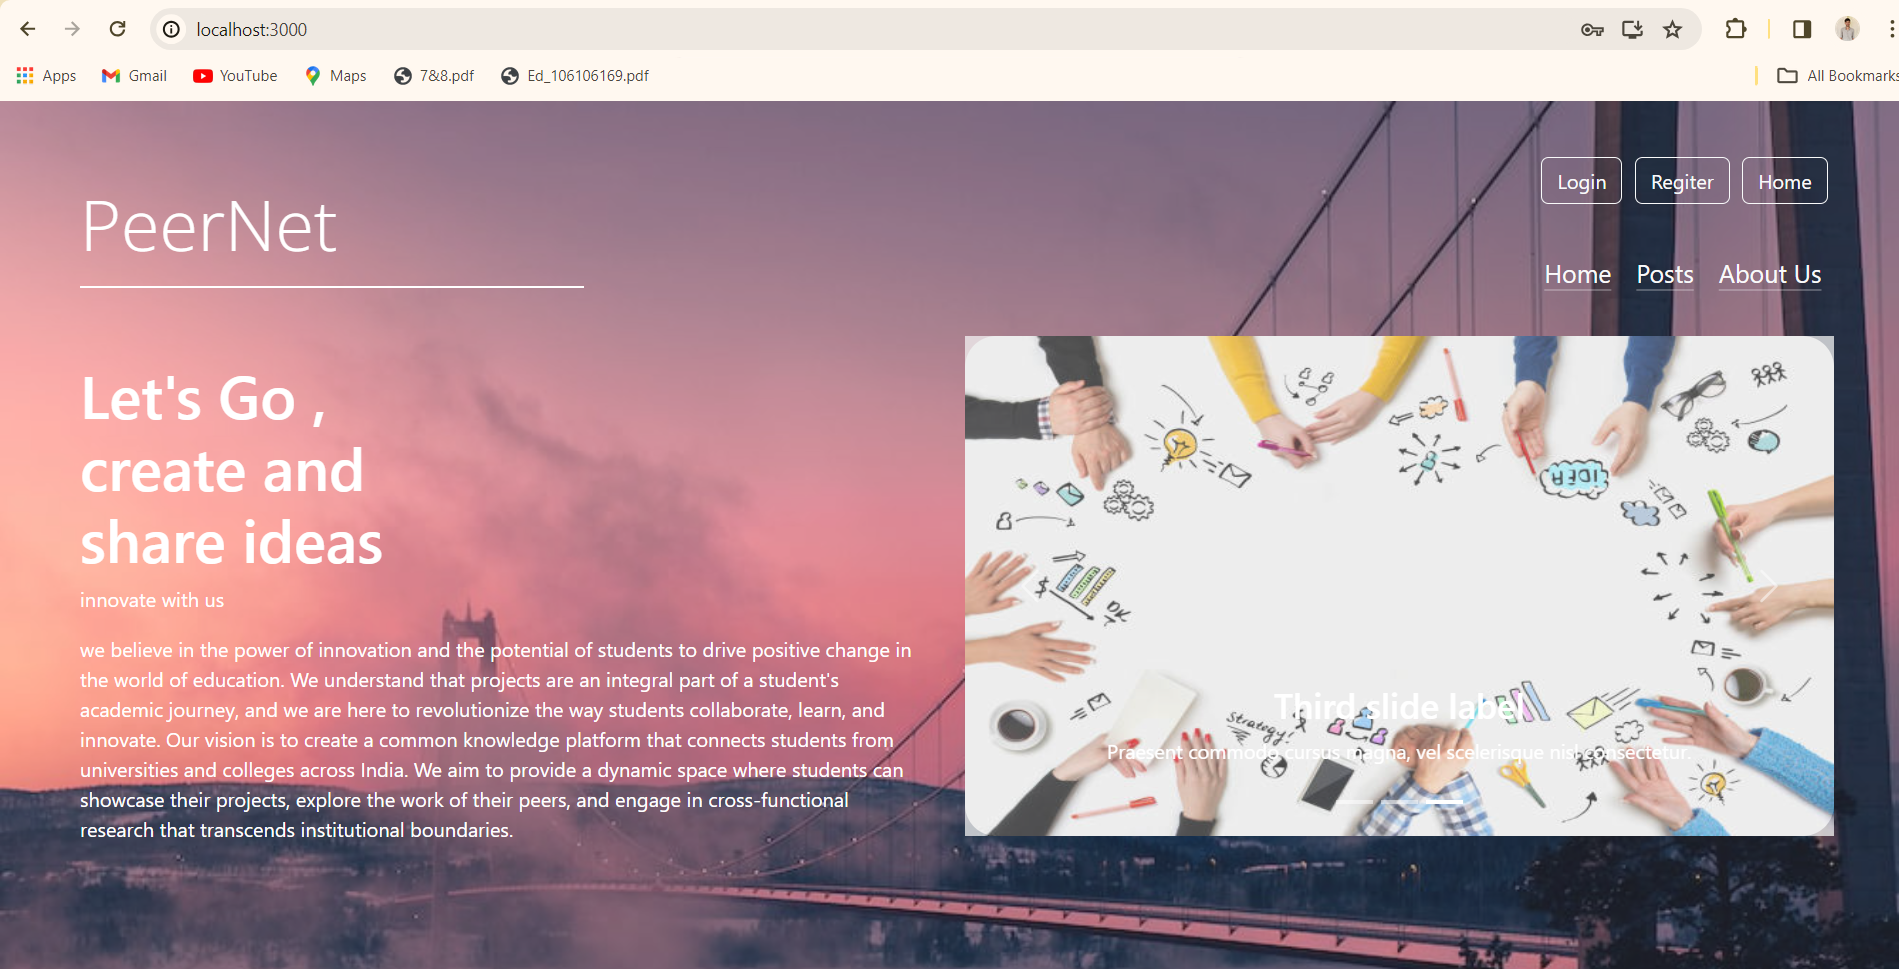 localhost:3000
Apps Gmail YouTube Maps 7&8.pdf Ed_106106169.pdf All Bookmarks
Login Regiter Home
PeerNet
Home Posts About Us
Let's Go ,
create and
share ideas
innovate with us
we believe in the power of innovation and the potential of students to drive positive change in
the world of education. We understand that projects are an integral part of a student's
academic journey, and we are here to revolutionize the way students collaborate, learn, and
innovate. Our vision is to create a common knowledge platform that connects students from
universities and colleges across India. We aim to provide a dynamic space where students can
showcase their projects, explore the work of their peers, and engage in cross-functional
research that transcends institutional boundaries.
IDEA
$
OK
Strategy!
Third slide label
Praesent commodo cursus magna, vel scelerisque nisl consectetur.